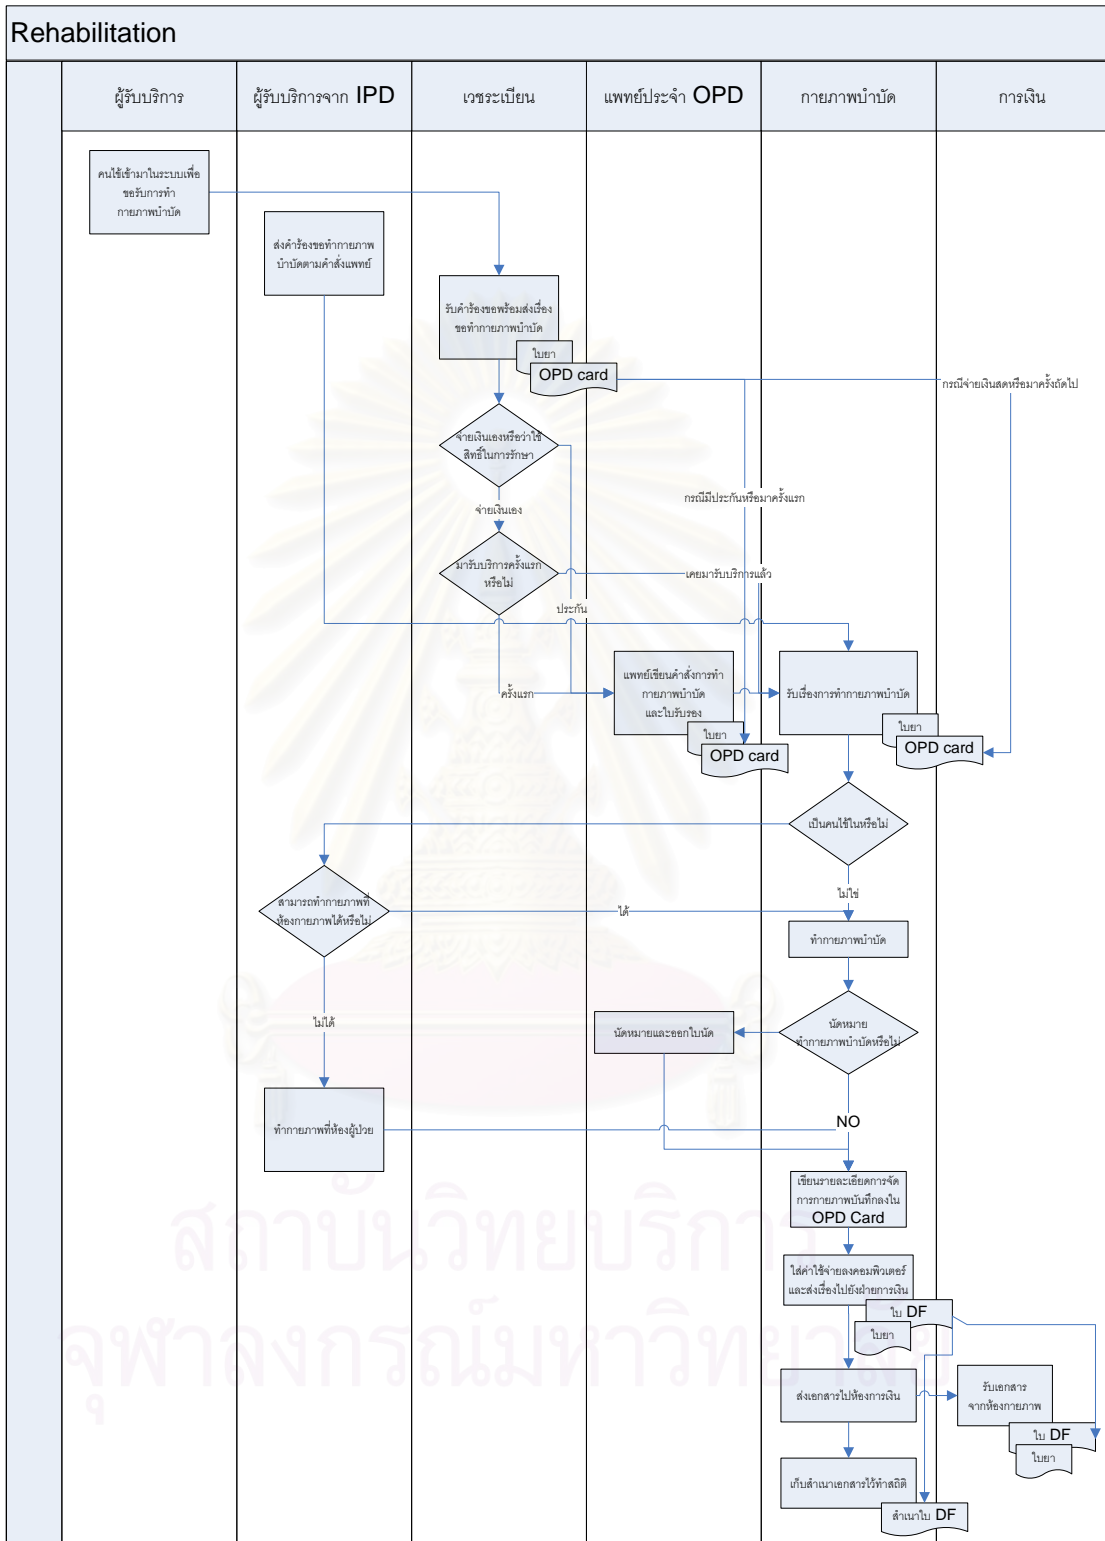 Rehabilitation
ผู้รับบริการ
ผู้รับบริการจาก IPD
เวชระเบียน
แพทย์ประจำ OPD
กายภาพบำบัด
การเงิน
คนไข้เข้ามาในระบบเพื่อ
ขอรับการทำ
กายภาพบำบัด
ส่งคำร้องขอทำกายภาพ
บำบัดตามคำสั่งแพทย์
รับคำร้องขอพร้อมส่งเรื่อง
ขอทำกายภาพบำบัด
ใบยา
OPD card
กรณีจ่ายเงินสดหรือมาครั้งถัดไป
จ่ายเงินเองหรือว่าใช้
สิทธิ์ในการรักษา
กรณีมีประกันหรือมาครั้งแรก
จ่ายเงินเอง
มารับบริการครั้งแรก
หรือไม่
เคยมารับบริการแล้ว
ประกัน
ครั้งแรก
แพทย์เขียนคำสั่งการทำ
กายภาพบำบัด
และใบรับรอง
ใบยา
OPD card
รับเรื่องการทำกายภาพบำบัด
ใบยา
OPD card
เป็นคนไข้ในหรือไม่
ไม่ใช่
สามารถทำกายภาพที่
ห้องกายภาพได้หรือไม่
ได้
ทำกายภาพบำบัด
ไม่ได้
นัดหมายและออกใบนัด
นัดหมาย
ทำกายภาพบำบัดหรือไม่
ทำกายภาพที่ห้องผู้ป่วย
NO
เขียนรายละเอียดการจัด
การกายภาพบันทึกลงใน
OPD Card
ใส่ค่าใช้จ่ายลงคอมพิวเตอร์
และส่งเรื่องไปยังฝ่ายการเงิน
ใบ DF
ใบยา
ส่งเอกสารไปห้องการเงิน
รับเอกสาร
จากห้องกายภาพ
ใบ DF
ใบยา
เก็บสำเนาเอกสารไว้ทำสถิติ
สำเนาใบ DF
สถาบันวิทยบริการ
จุฬาลงกรณ์มหาวิทยาลัย